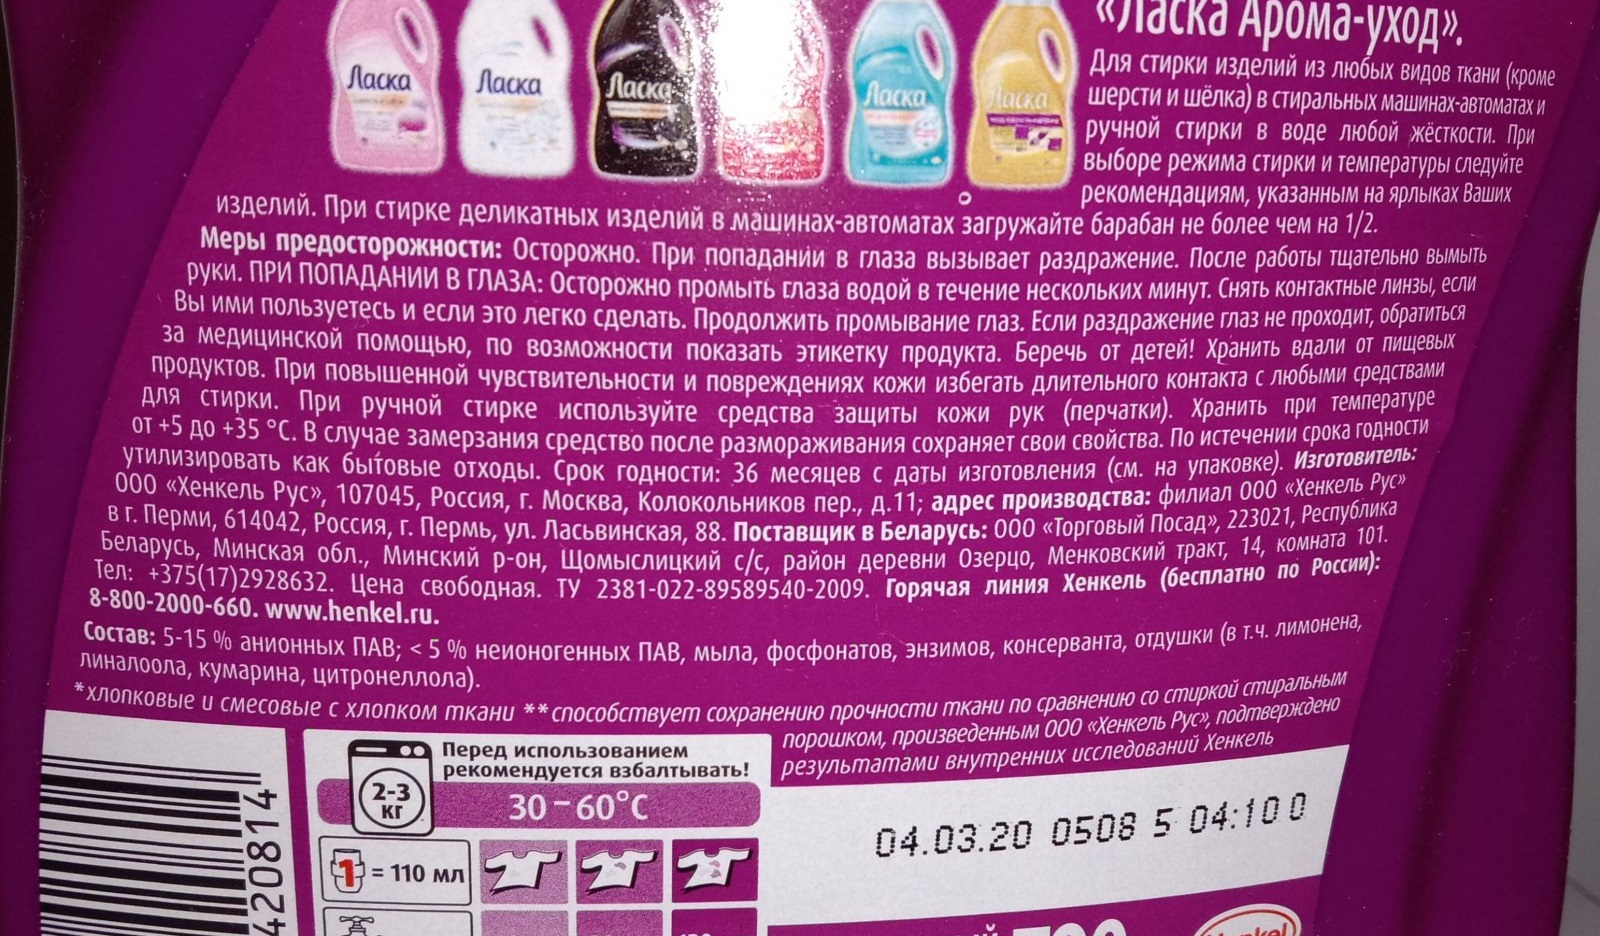 «Ласка Арома-уход».
Ласка
Ласка
Ласка
Ласка
Ласка
Для стирки изделий из любых видов ткани (кроме
шерсти и шёлка) в стиральных машинах-автоматах и
ручной стирки в воде любой жёсткости. При
выборе режима стирки и температуры следуйте
рекомендациям, указанным на ярлыках Ваших
изделий. При стирке деликатных изделий в машинах-автоматах загружайте барабан не более чем на 1/2.
Меры предосторожности: Осторожно. При попадании в глаза вызывает раздражение. После работы тщательно вымыть
руки. ПРИ ПОПАДАНИИ В ГЛАЗА: Осторожно промыть глаза водой в течение нескольких минут. Снять контактные линзы, если
Вы ими пользуетесь и если это легко сделать. Продолжить промывание глаз. Если раздражение глаз не проходит, обратиться
за медицинской помощью, по возможности показать этикетку продукта. Беречь от детей! Хранить вдали от пищевых
продуктов. При повышенной чувствительности и повреждениях кожи избегать длительного контакта с любыми средствами
для стирки. При ручной стирке используйте средства защиты кожи рук (перчатки). Хранить при температуре
от +5 до +35 °С. В случае замерзания средство после размораживания сохраняет свои свойства. По истечении срока годности
утилизировать как бытовые отходы. Срок годности: 36 месяцев с даты изготовления (см. на упаковке). Изготовитель:
ООО «Хенкель Рус», 107045, Россия, г. Москва, Колокольников пер., д.11; адрес производства: филиал ООО «Хенкель Рус»
в г. Перми, 614042, Россия, г. Пермь, ул. Ласьвинская, 88. Поставщик в Беларусь: ООО «Торговый Посад», 223021, Республика
Беларусь, Минская обл., Минский р-он, Щомыслицкий с/с, район деревни Озерцо, Менковский тракт, 14, комната 101.
Тел: +375(17)2928632. Цена свободная. ТУ 2381-022-89589540-2009. Горячая линия Хенкель (бесплатно по России):
8-800-2000-660. www.henkel.ru.
Состав: 5-15 % анионных ПАВ; < 5 % неионогенных ПАВ, мыла, фосфонатов, энзимов, консерванта, отдушки (в т.ч. лимонена,
линалоола, кумарина, цитронеллола).
*хлопковые и смесовые с хлопком ткани **способствует сохранению прочности ткани по сравнению со стиркой стиральным
порошком, произведенным ООО «Хенкель Рус», подтверждено
результатами внутренних исследований Хенкель
Перед использованием
рекомендуется взбалтывать!
2-3
кг
30 – 60°C
1 = 110 мл
04.03.20 0508 5 04:10 0
420814
Henkel